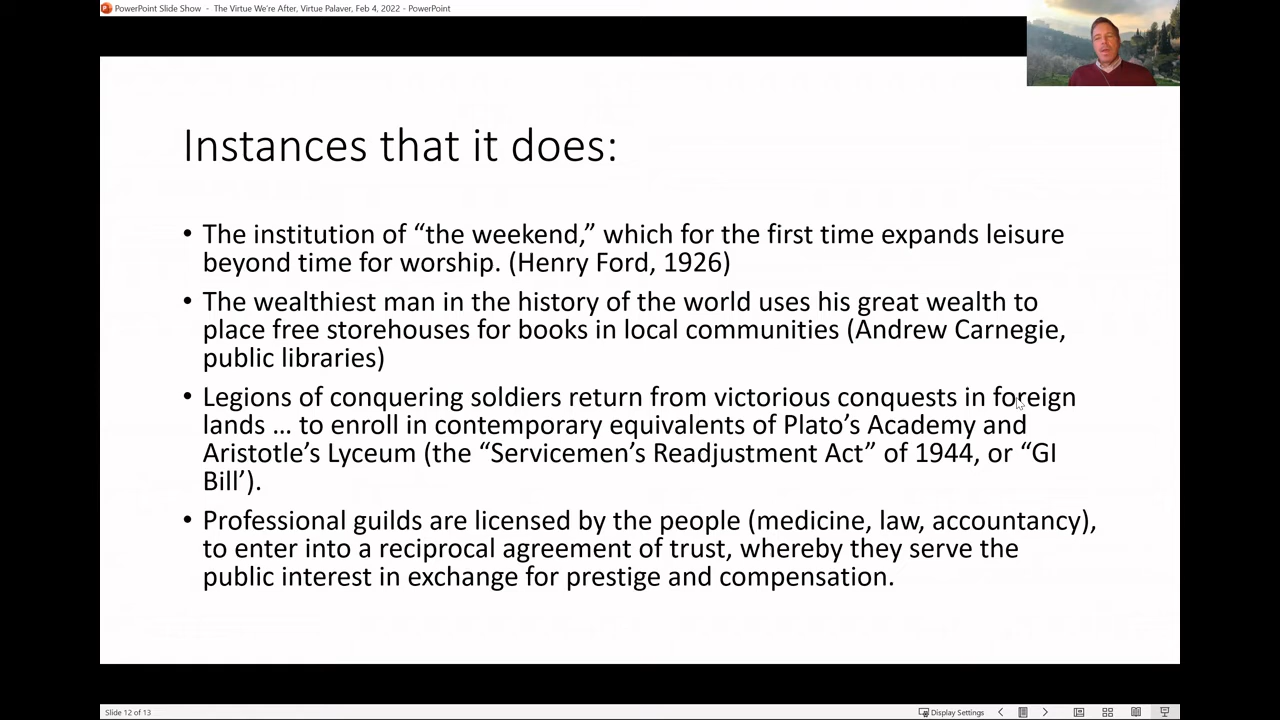 PowerPoint Slide Show - The Virtue We're After, Virtue Palaver, Feb 4, 2022 - PowerPoint
Instances that it does:
• The institution of “the weekend,” which for the first time expands leisure
beyond time for worship. (Henry Ford, 1926)
• The wealthiest man in the history of the world uses his great wealth to
place free storehouses for books in local communities (Andrew Carnegie,
public libraries)
• Legions of conquering soldiers return from victorious conquests in foreign
lands … to enroll in contemporary equivalents of Plato’s Academy and
Aristotle’s Lyceum (the “Servicemen’s Readjustment Act” of 1944, or “GI
Bill’).
• Professional guilds are licensed by the people (medicine, law, accountancy),
to enter into a reciprocal agreement of trust, whereby they serve the
public interest in exchange for prestige and compensation.
Slide 12 of 13
Display Settings